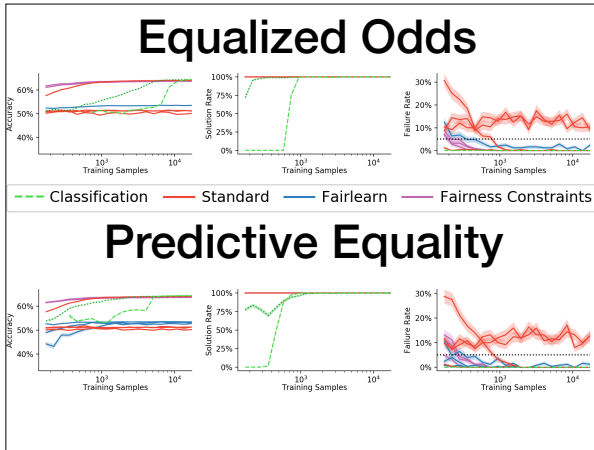 Equalized Odds
Accuracy
60%
50%
40%
10³
10⁴
Training Samples
Solution Rate
100%
75%
50%
25%
0%
10³
10⁴
Training Samples
Failure Rate
30%
20%
10%
0%
10³
10⁴
Training Samples
Classification Standard Fairlearn Fairness Constraints
Predictive Equality
Accuracy
60%
50%
40%
10³
10⁴
Training Samples
Solution Rate
100%
75%
50%
25%
0%
10³
10⁴
Training Samples
Failure Rate
30%
20%
10%
0%
10³
10⁴
Training Samples